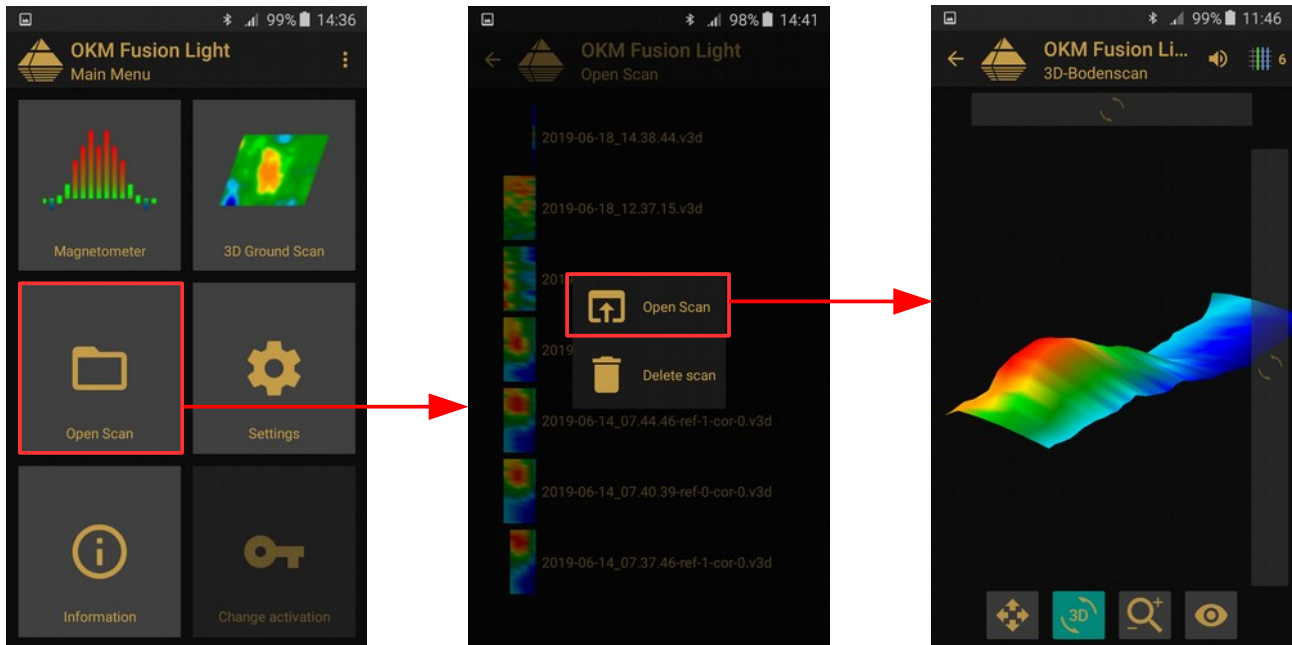 99% 14:36
OKM Fusion Light
Main Menu
Magnetometer
3D Ground Scan
Open Scan
Settings
Information
Change activation
98% 14:41
OKM Fusion Light
Open Scan
2019-06-18_14.38.44.v3d
2019-06-18_12.37.15.v3d
2019
Open Scan
2019
Delete scan
2019-06-14_07.44.46-ref-1-cor-0.v3d
2019-06-14_07.40.39-ref-0-cor-0.v3d
2019-06-14_07.37.46-ref-1-cor-0.v3d
99% 11:46
OKM Fusion Li...
3D-Bodenscan
6
3D